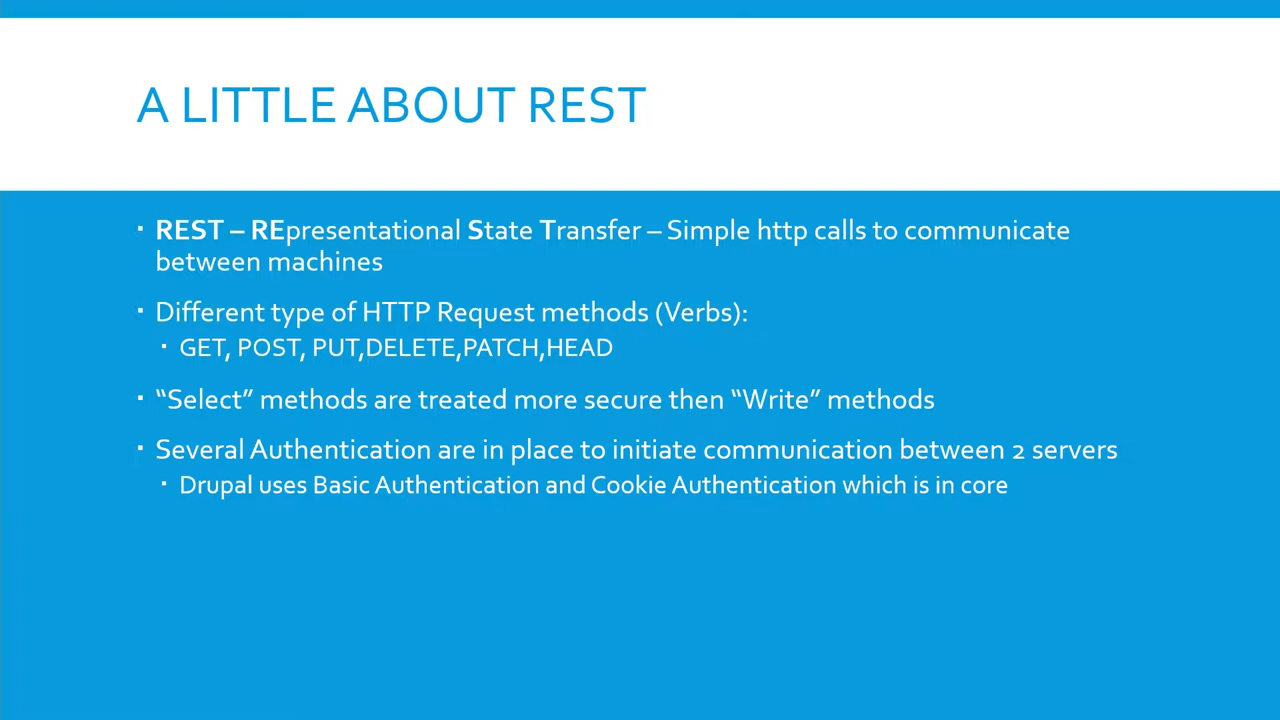 A LITTLE ABOUT REST
▪ REST – REpresentational State Transfer – Simple http calls to communicate
between machines
▪ Different type of HTTP Request methods (Verbs):
▪ GET, POST, PUT,DELETE,PATCH,HEAD
▪ “Select” methods are treated more secure then “Write” methods
▪ Several Authentication are in place to initiate communication between 2 servers
▪ Drupal uses Basic Authentication and Cookie Authentication which is in core